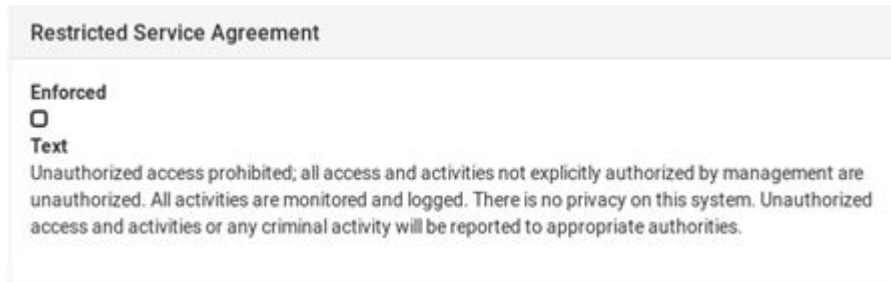 Restricted Service Agreement
Enforced
Text
Unauthorized access prohibited; all access and activities not explicitly authorized by management are
unauthorized. All activities are monitored and logged. There is no privacy on this system. Unauthorized
access and activities or any criminal activity will be reported to appropriate authorities.